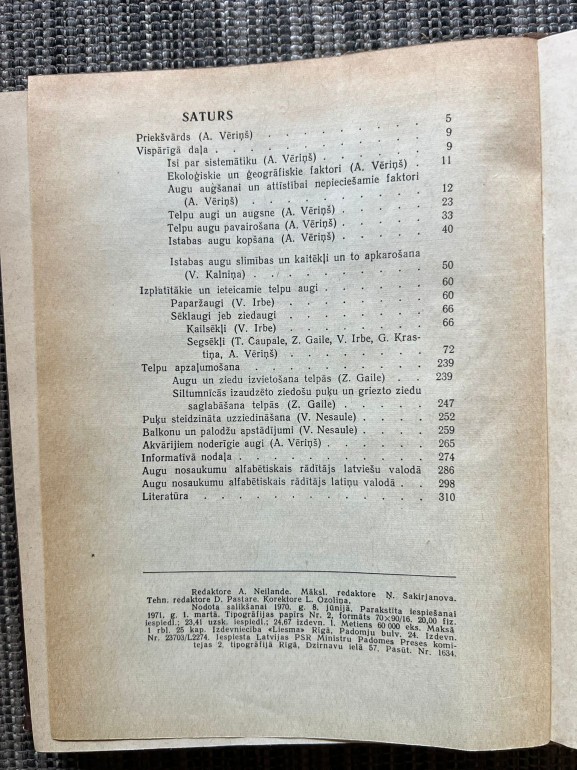 SATURS
Priekšvārds (A. Vēriņš) . . . . . . . . . 5
Vispārīgā daļa . . . . . . . . . 9
Īsi par sistemātiku (A. Vēriņš) . . . . . . 9
Ekoloģiskie un ģeogrāfiskie faktori (A. Vēriņš) . 11
Augu augšanai un attīstībai nepieciešamie faktori
(A. Vēriņš) . . . . . . . . . 12
Telpu augi un augsne (A. Vēriņš) . . . . . 23
Telpu augu pavairošana (A. Vēriņš) . . . . 33
Istabas augu kopšana (A. Vēriņš) . . . . . 40
Istabas augu slimības un kaitēkļi un to apkarošana
(V. Kalniņa) . . . . . . . . . 50
Izplatītākie un ieteicamie telpu augi . . . . . 60
Paparžaugi (V. Irbe) . . . . . . . 60
Sēklaugi jeb ziedaugi . . . . . . . 66
Kailsēkļi (V. Irbe) . . . . . . . 66
Segsēkļi (T. Čaupale, Z. Gaile, V. Irbe, G. Kras-
tiņa, A. Vēriņš) . . . . . . . 72
Telpu apzaļumošana . . . . . . . . 239
Augu un ziedu izvietošana telpās (Z. Gaile) . . 239
Siltumnīcās izaudzēto ziedošu puķu un griezto ziedu
saglabāšana telpās (Z. Gaile) . . . . . 247
Puķu steidzināta uzziedināšana (V. Nesaule) . . . 252
Balkonu un palodžu apstādījumi (V. Nesaule) . . . 259
Akvārijiem noderīgie augi (A. Vēriņš) . . . . . 265
Informatīvā nodaļa . . . . . . . . 274
Augu nosaukumu alfabētiskais rādītājs latviešu valodā 286
Augu nosaukumu alfabētiskais rādītājs latīņu valodā . . 298
Literatūra . . . . . . . . . . 310
Redaktore A. Neilande. Māksl. redaktore Ņ. Šakirjanova.
Tehn. redaktore D. Pastare. Korektore L. Ozoliņa.
Nodota salikšanai 1970. g. 8. jūnijā. Parakstīta iespiešanai
1971. g. 1. martā. Tipogrāfijas papīrs Nr. 2, formāts 70×90/16. 20,00 fiz.
iespiedl.; 23,41 uzsk. iespiedl.; 24,67 izdevn. l. Metiens 60 000 eks. Maksā
1 rbl. 25 kap. Izdevniecība «Liesma» Rīgā, Padomju bulv. 24. Izdevn.
Nr. 23703/L2274. Iespiesta Latvijas PSR Ministru Padomes Preses komi-
tejas 2. tipogrāfijā Rīgā, Dzirnavu ielā 57. Pasūt. Nr. 1634.